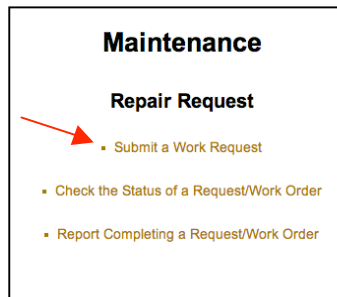 Maintenance
Repair Request
▪ Submit a Work Request
▪ Check the Status of a Request/Work Order
▪ Report Completing a Request/Work Order